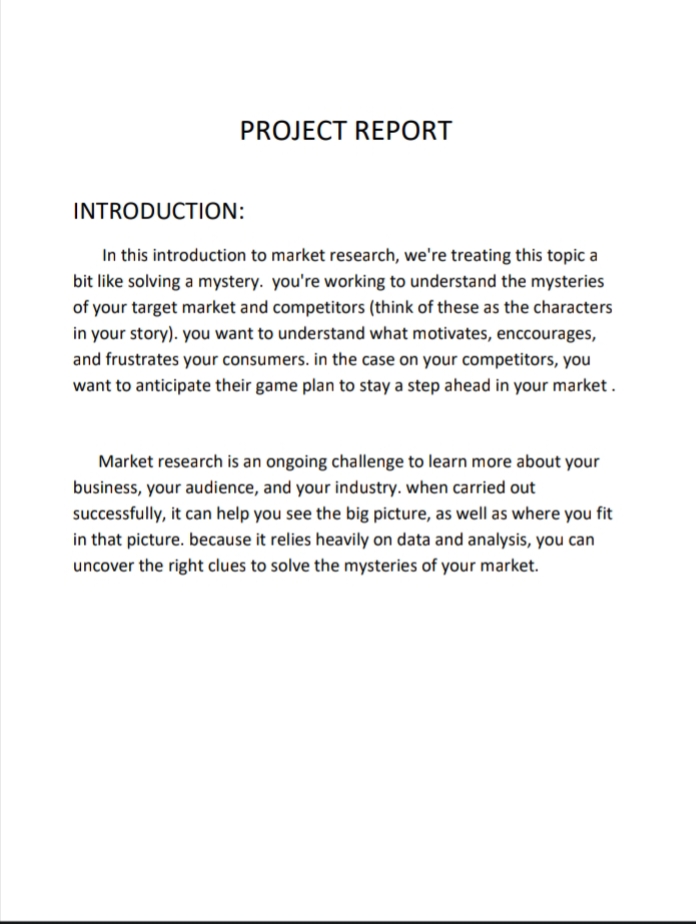 PROJECT REPORT
INTRODUCTION:
In this introduction to market research, we're treating this topic a
bit like solving a mystery.  you're working to understand the mysteries
of your target market and competitors (think of these as the characters
in your story). you want to understand what motivates, enccourages,
and frustrates your consumers. in the case on your competitors, you
want to anticipate their game plan to stay a step ahead in your market .
Market research is an ongoing challenge to learn more about your
business, your audience, and your industry. when carried out
successfully, it can help you see the big picture, as well as where you fit
in that picture. because it relies heavily on data and analysis, you can
uncover the right clues to solve the mysteries of your market.